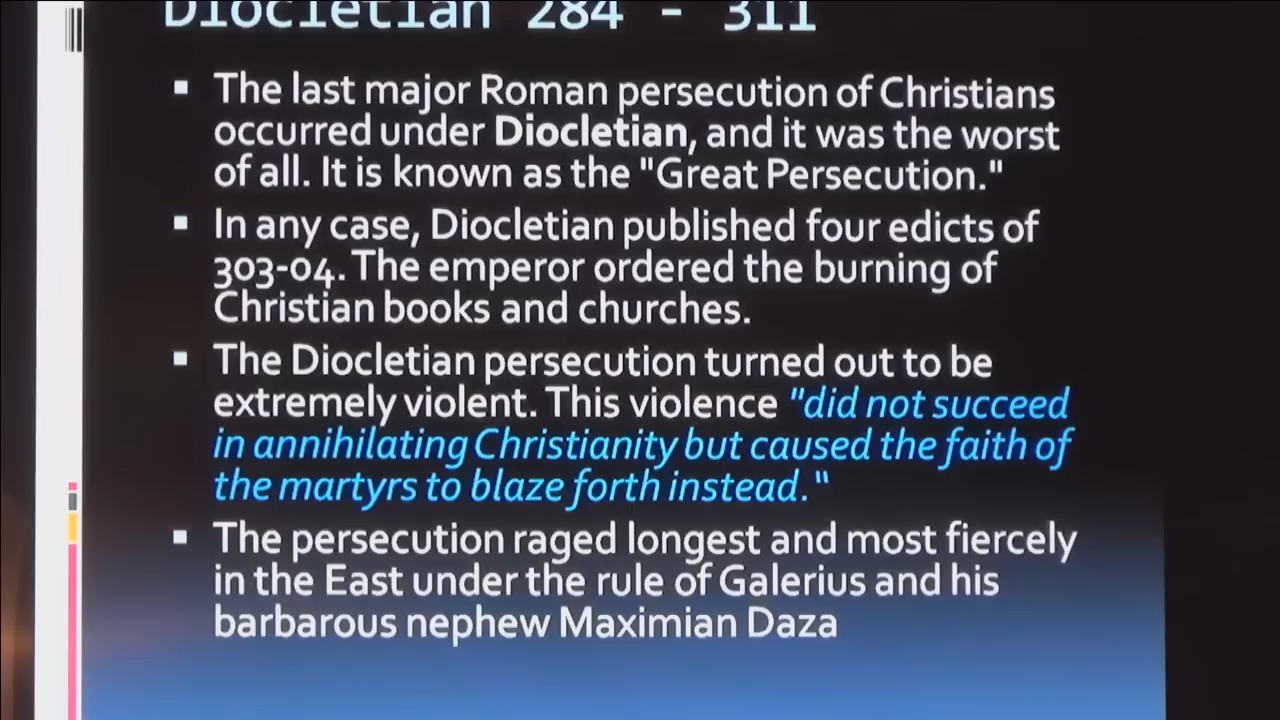 Diocletian 284 - 311
The last major Roman persecution of Christians
occurred under Diocletian, and it was the worst
of all. It is known as the "Great Persecution."
In any case, Diocletian published four edicts of
303-04. The emperor ordered the burning of
Christian books and churches.
The Diocletian persecution turned out to be
extremely violent. This violence "did not succeed
in annihilating Christianity but caused the faith of
the martyrs to blaze forth instead."
The persecution raged longest and most fiercely
in the East under the rule of Galerius and his
barbarous nephew Maximian Daza